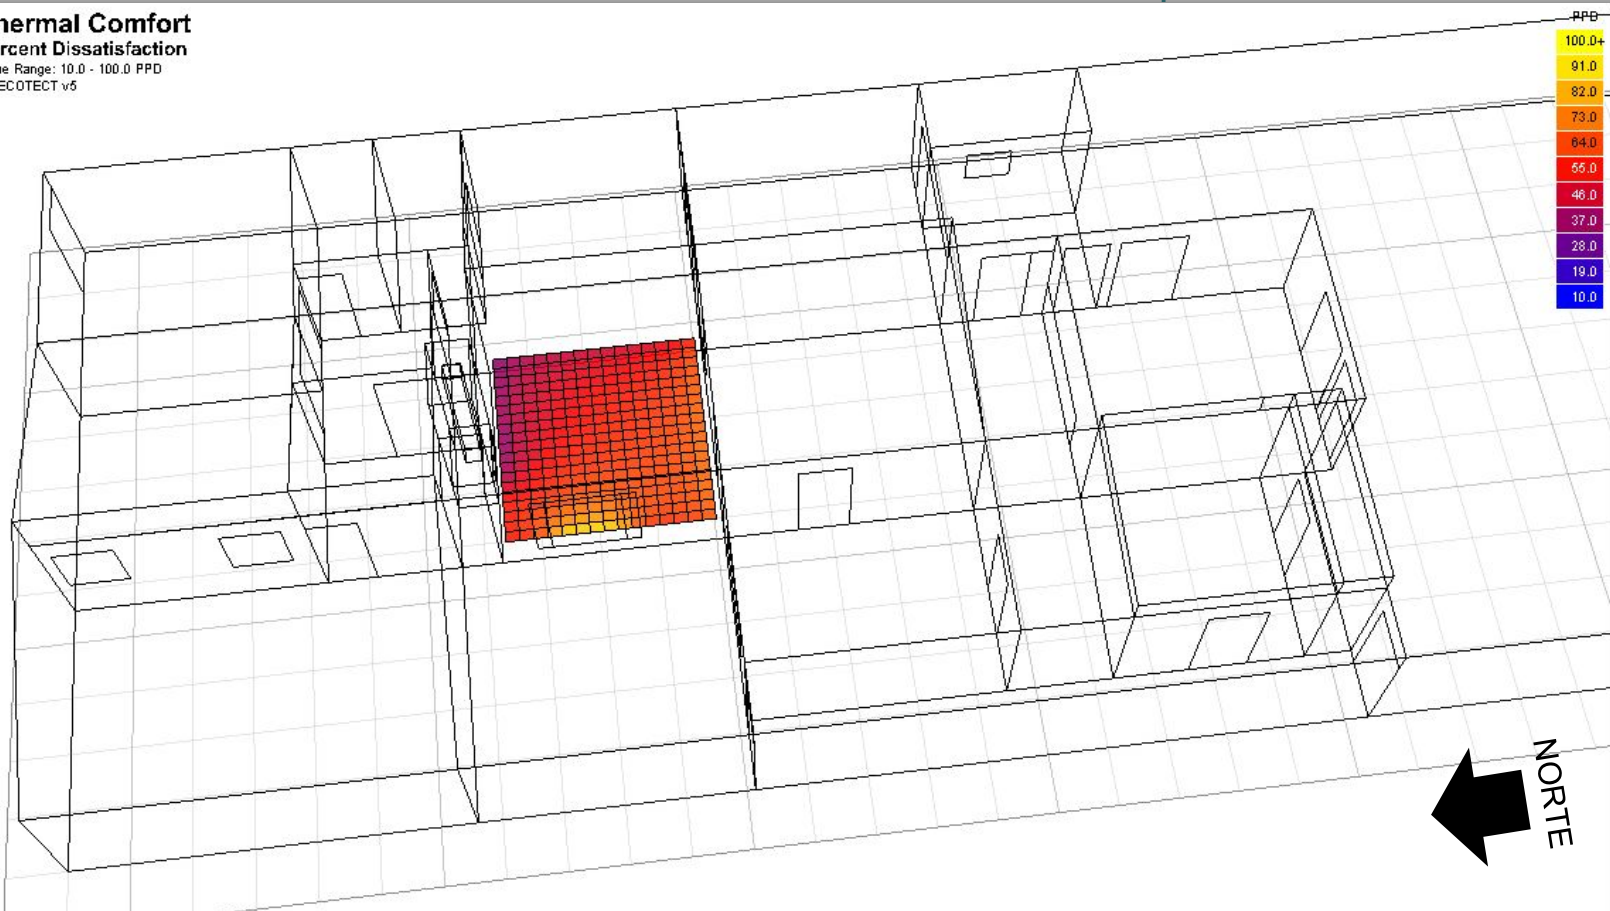 hermal Comfort
rcent Dissatisfaction
e Range: 10.0 - 100.0 PPD
ECOTECT v5
PPD
100.0+
91.0
82.0
73.0
64.0
55.0
46.0
37.0
28.0
19.0
10.0
NORTE